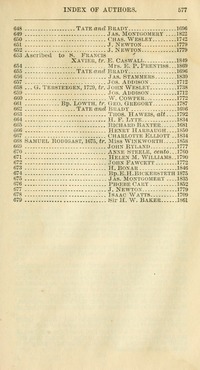 INDEX OF AUTHORS. 577
648 TATE and BRADY 1696
649 JAS. MONTGOMERY 1822
650 CHAS. WESLEY 1742
651 J. NEWTON 1779
652 J. NEWTON 1779
653 Ascribed to S. FRANCIS
XAVIER, tr. E. CASWALL 1849
654 MRS. E. P. PRENTISS 1869
655 TATE and BRADY 1696
656 JAS. STAMMERS 1830
657 JOS. ADDISON 1712
658 G. TERSTEEGEN, 1729, tr. JOHN WESLEY 1738
659 JOS. ADDISON 1712
660 W. COWPER 1772
661 BP. LOWTH, tr. GEO. GREGORY 1787
662 TATE and BRADY 1696
663 THOS. HAWEIS, alt. 1792
664 H. F. LYTE 1834
665 RICHARD BAXTER 1681
666 HENRY HARBAUGH 1850
667 CHARLOTTE ELLIOTT 1834
668 SAMUEL RODIGAST, 1675, tr. MISS WINKWORTH 1858
669 JOHN RYLAND 1777
670 ANNE STEELE, cento 1760
671 HELEN M. WILLIAMS 1790
672 JOHN FAWCETT 1772
673 H. BONAR 1846
674 BP. E. H. BICKERSTETH 1875
675 JAS. MONTGOMERY 1835
676 PHŒBE CARY 1852
677 J. NEWTON 1779
678 ISAAC WATTS 1709
679 SIR H. W. BAKER 1861